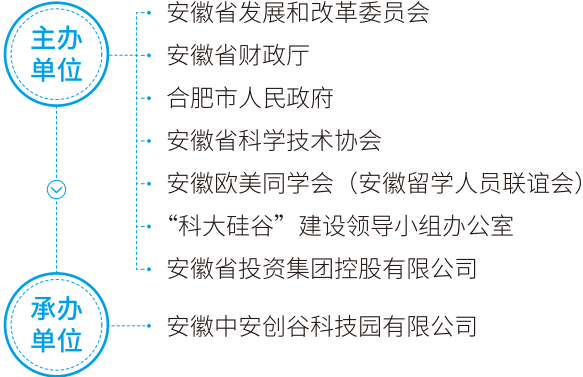 主办
单位
安徽省发展和改革委员会
安徽省财政厅
合肥市人民政府
安徽省科学技术协会
安徽欧美同学会（安徽留学人员联谊会）
“科大硅谷”建设领导小组办公室
安徽省投资集团控股有限公司
承办
单位
安徽中安创谷科技园有限公司